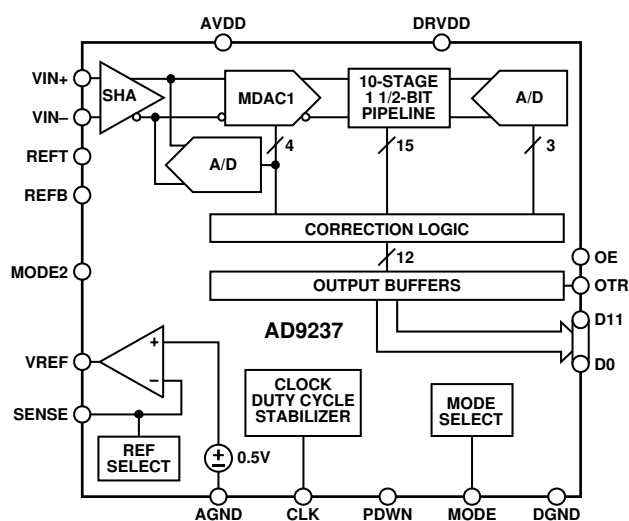 AVDD
DRVDD
VIN+
VIN–
REFT
REFB
MODE2
VREF
SENSE
SHA
MDAC1
10-STAGE
1 1/2-BIT
PIPELINE
A/D
A/D
4
15
3
CORRECTION LOGIC
12
OUTPUT BUFFERS
OE
OTR
D11
D0
AD9237
+
–
CLOCK
DUTY CYCLE
STABILIZER
MODE
SELECT
REF
SELECT
+
–
0.5V
AGND
CLK
PDWN
MODE
DGND